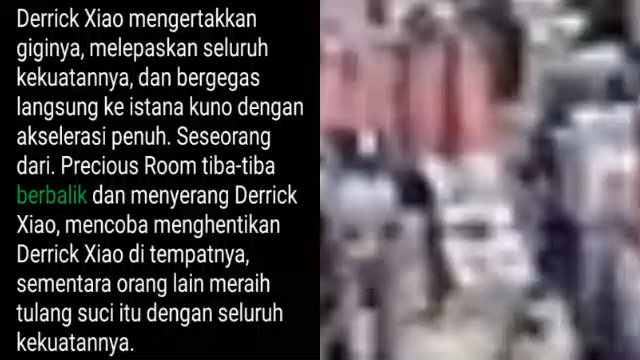 Derrick Xiao mengertakkan
giginya, melepaskan seluruh
kekuatannya, dan bergegas
langsung ke istana kuno dengan
akselerasi penuh. Seseorang
dari. Precious Room tiba-tiba
berbalik dan menyerang Derrick
Xiao, mencoba menghentikan
Derrick Xiao di tempatnya,
sementara orang lain meraih
tulang suci itu dengan seluruh
kekuatannya.